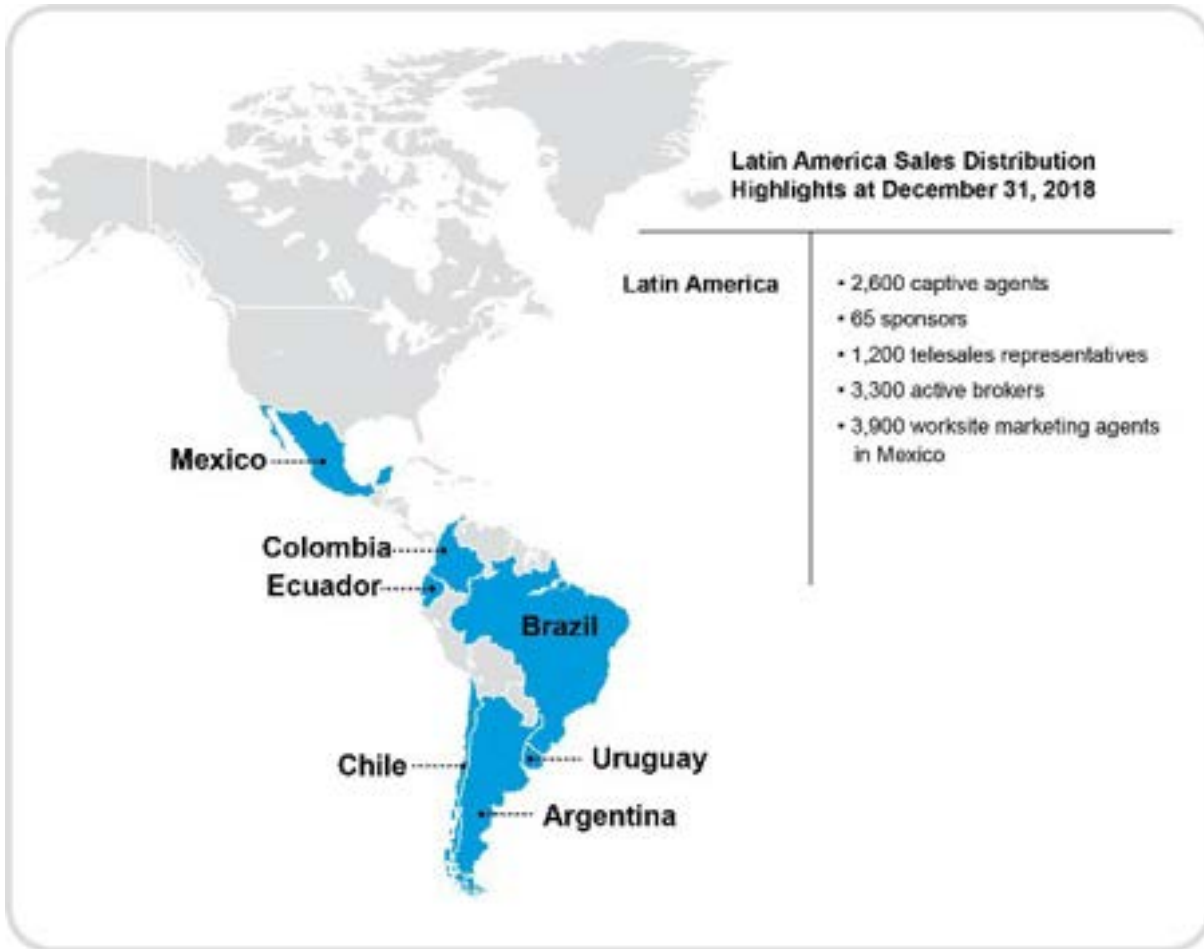 Latin America Sales Distribution
Highlights at December 31, 2018
Latin America
• 2,600 captive agents
• 65 sponsors
• 1,200 telesales representatives
• 3,300 active brokers
• 3,900 worksite marketing agents
in Mexico
Mexico
Colombia
Ecuador
Brazil
Chile
Uruguay
Argentina